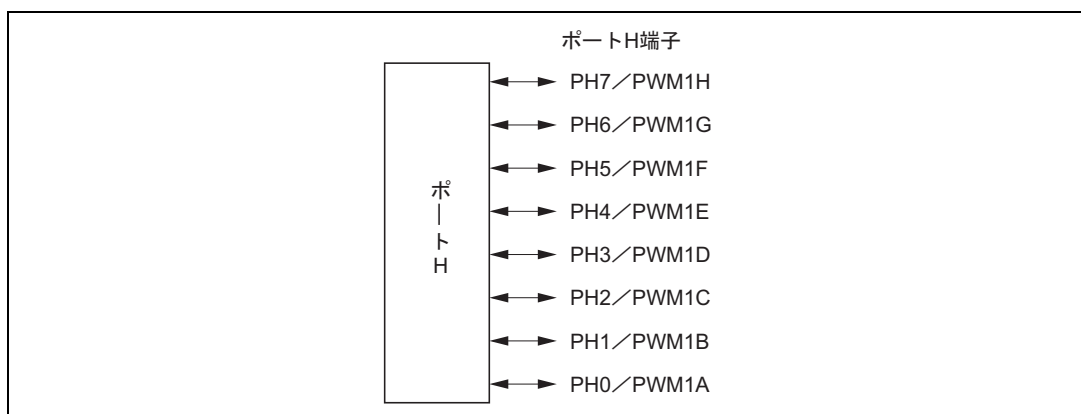 ポートH端子
PH7／PWM1H
PH6／PWM1G
PH5／PWM1F
PH4／PWM1E
PH3／PWM1D
PH2／PWM1C
PH1／PWM1B
PH0／PWM1A
ポートH